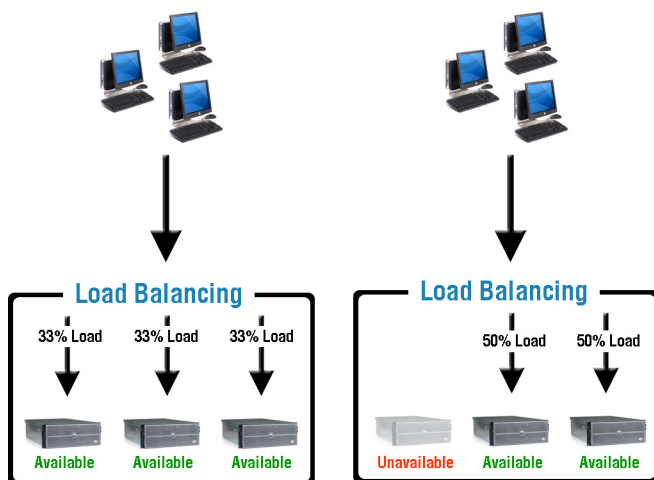 Load Balancing
33% Load 33% Load 33% Load
Available Available Available
Load Balancing
50% Load 50% Load
Unavailable Available Available